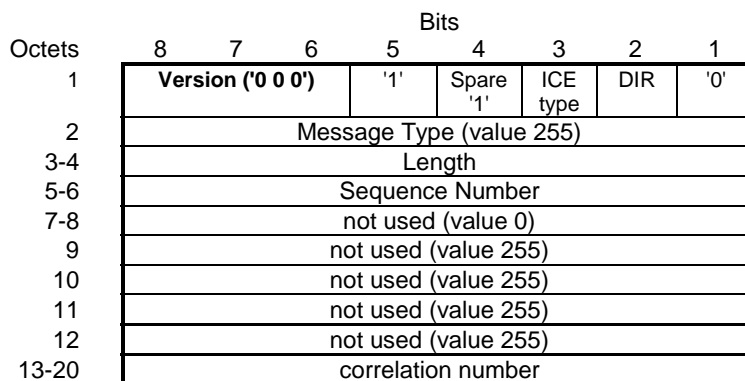 Bits
Octets 8 7 6 5 4 3 2 1
1 Version ('0 0 0') '1' Spare '1' ICE type DIR '0'
2 Message Type (value 255)
3-4 Length
5-6 Sequence Number
7-8 not used (value 0)
9 not used (value 255)
10 not used (value 255)
11 not used (value 255)
12 not used (value 255)
13-20 correlation number